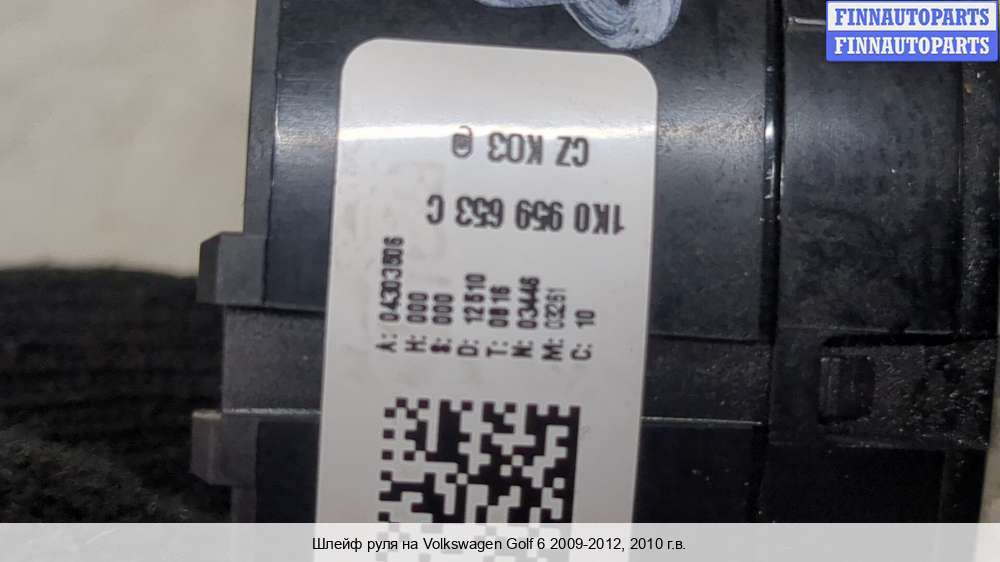 FINNAUTOPARTS
FINNAUTOPARTS
CZ K03 @
1K0 959 653 C
A: 04303506
H: 000
S: 000
D: 12510
T: 0816
N: 03446
M: 03261
C: 10
Шлейф руля на Volkswagen Golf 6 2009-2012, 2010 г.в.